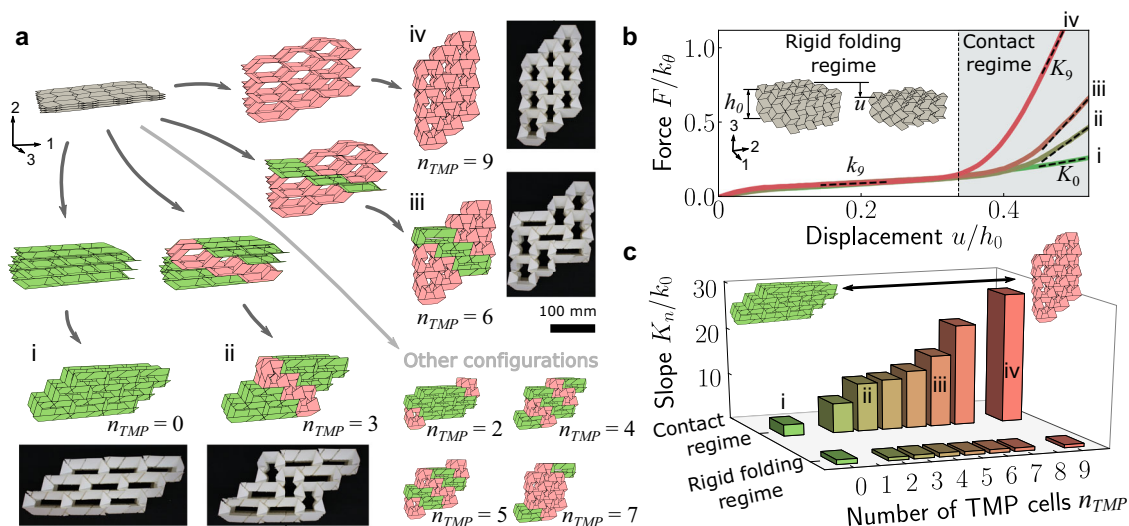 a
2
1
3
iv
n_TMP = 9
iii
n_TMP = 6
100 mm
i
n_TMP = 0
ii
n_TMP = 3
Other configurations
n_TMP = 2
n_TMP = 4
n_TMP = 5
n_TMP = 7
b
Force F/k_θ
1.0
0.5
0.0
Rigid folding
regime
Contact
regime
iv
K_9
iii
ii
i
K_0
k_9
h_0
u
3
2
1
0
0.2
0.4
Displacement u/h_0
c
Slope K_n/k_0
30
20
10
i
ii
iii
iv
Contact
regime
Rigid folding
regime
0 1 2 3 4 5 6 7 8 9
Number of TMP cells n_TMP